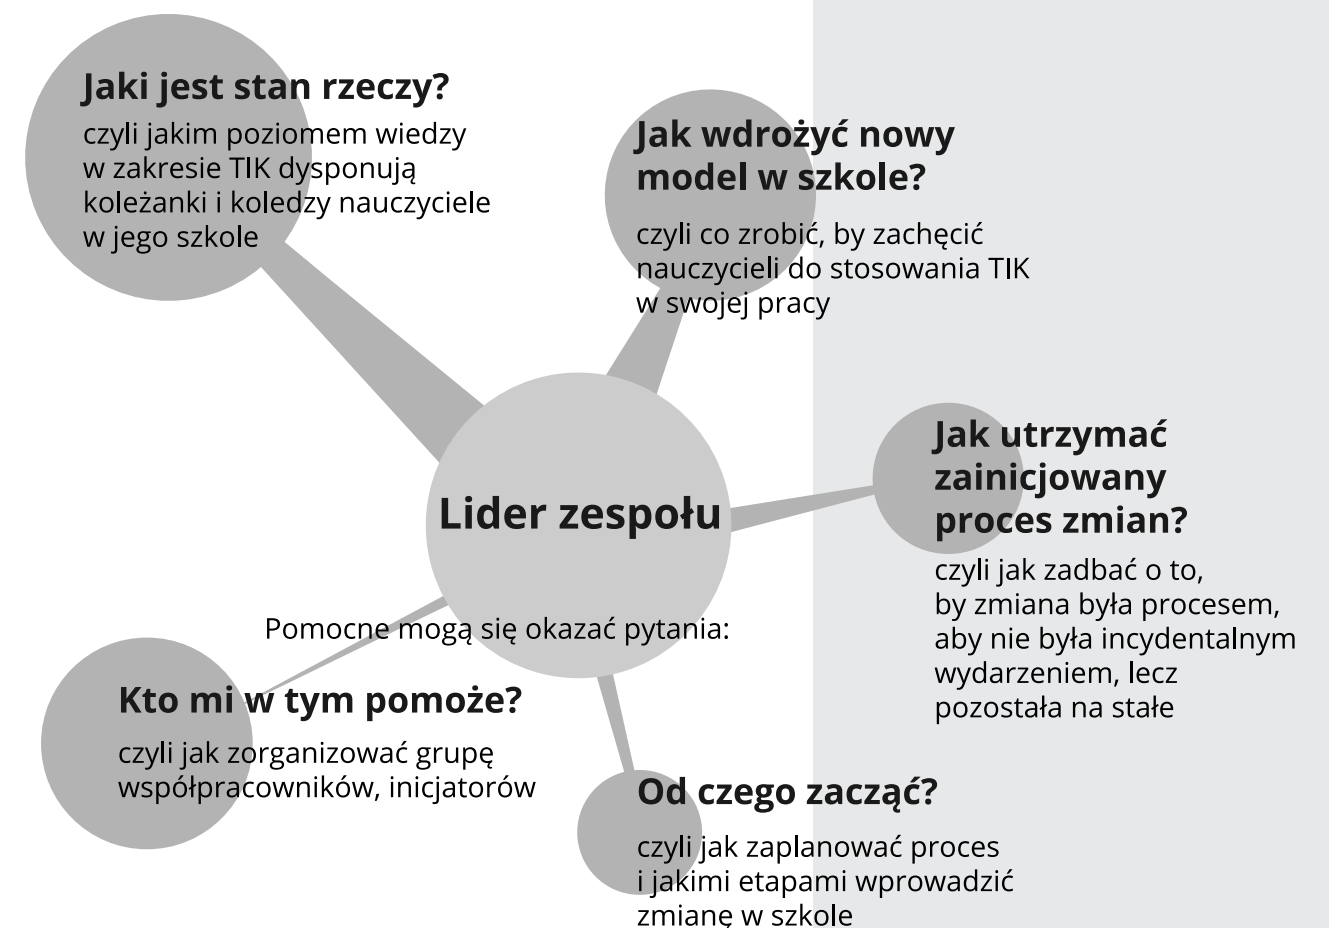 Jaki jest stan rzeczy?
czyli jakim poziomem wiedzy
w zakresie TIK dysponują
koleżanki i koledzy nauczyciele
w jego szkole
Jak wdrożyć nowy
model w szkole?
czyli co zrobić, by zachęcić
nauczycieli do stosowania TIK
w swojej pracy
Lider zespołu
Jak utrzymać
zainicjowany
proces zmian?
czyli jak zadbać o to,
by zmiana była procesem,
aby nie była incydentalnym
wydarzeniem, lecz
pozostała na stałe
Pomocne mogą się okazać pytania:
Kto mi w tym pomoże?
czyli jak zorganizować grupę
współpracowników, inicjatorów
Od czego zacząć?
czyli jak zaplanować proces
i jakimi etapami wprowadzić
zmianę w szkole